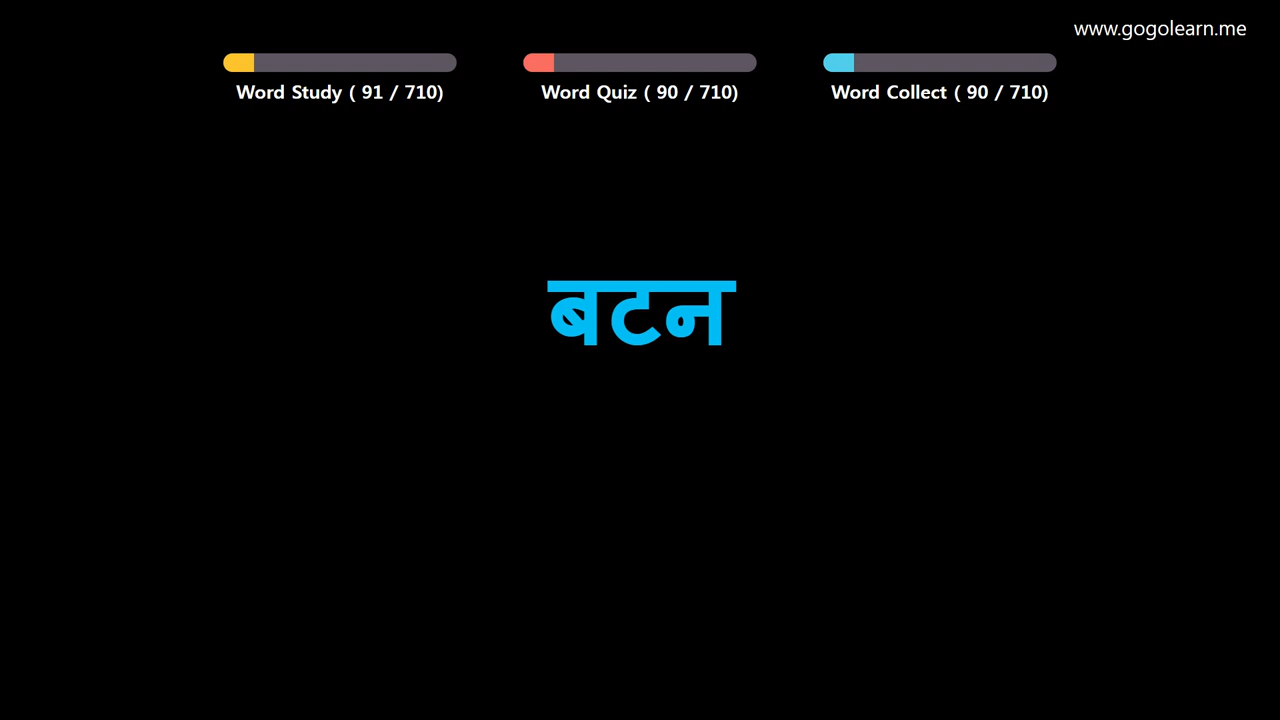 www.gogolearn.me
Word Study ( 91 / 710)
Word Quiz ( 90 / 710)
Word Collect ( 90 / 710)
बटन